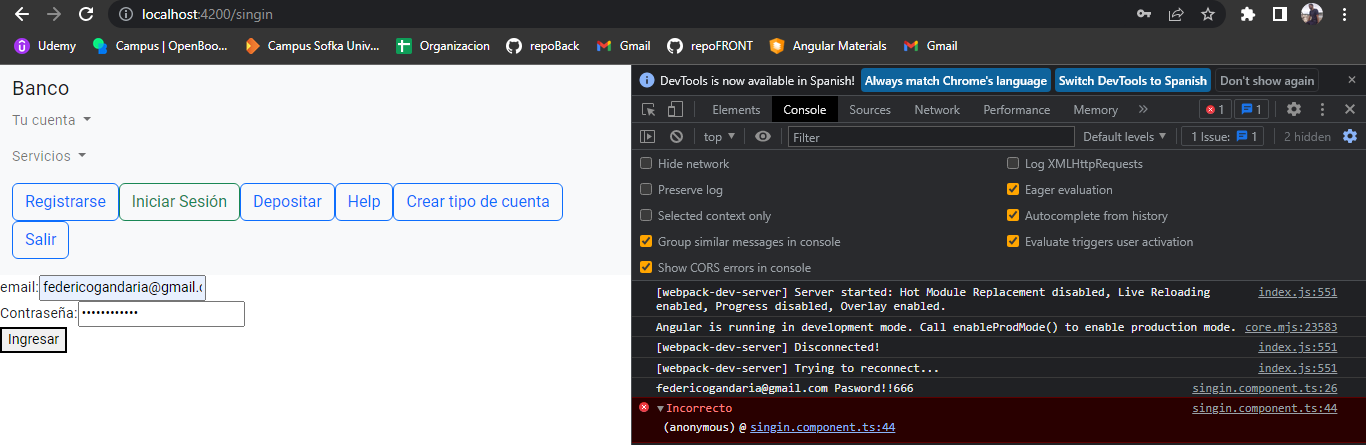 localhost:4200/singin
Udemy Campus | OpenBoo... Campus Sofka Univ... Organizacion repoBack Gmail repoFRONT Angular Materials Gmail
Banco
Tu cuenta
Servicios
Registrarse Iniciar Sesión Depositar Help Crear tipo de cuenta
Salir
email: federicogandaria@gmail.c
Contraseña: ••••••••••••
Ingresar
DevTools is now available in Spanish! Always match Chrome's language Switch DevTools to Spanish Don't show again
Elements Console Sources Network Performance Memory 1 1
top Filter Default levels 1 Issue: 1 2 hidden
Hide network Log XMLHttpRequests
Preserve log Eager evaluation
Selected context only Autocomplete from history
Group similar messages in console Evaluate triggers user activation
Show CORS errors in console
[webpack-dev-server] Server started: Hot Module Replacement disabled, Live Reloading index.js:551
enabled, Progress disabled, Overlay enabled.
Angular is running in development mode. Call enableProdMode() to enable production mode. core.mjs:23583
[webpack-dev-server] Disconnected! index.js:551
[webpack-dev-server] Trying to reconnect... index.js:551
federicogandaria@gmail.com Pasword!!666 singin.component.ts:26
Incorrecto singin.component.ts:44
(anonymous) @ singin.component.ts:44